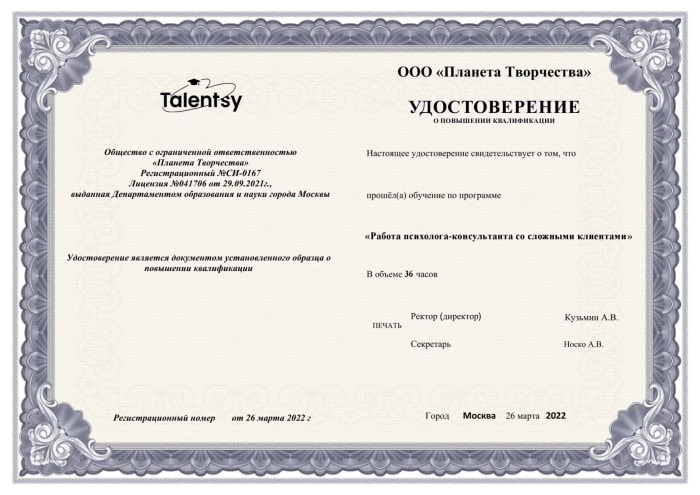 Talentsy
Общество с ограниченной ответственностью
«Планета Творчества»
Регистрационный №СИ-0167
Лицензия №041706 от 29.09.2021г.,
выданная Департаментом образования и науки города Москвы
Удостоверение является документом установленного образца о
повышении квалификации
Регистрационный номер от 26 марта 2022 г
ООО «Планета Творчества»
УДОСТОВЕРЕНИЕ
О ПОВЫШЕНИИ КВАЛИФИКАЦИИ
Настоящее удостоверение свидетельствует о том, что
прошёл(а) обучение по программе
«Работа психолога-консультанта со сложными клиентами»
В объеме 36 часов
Ректор (директор) Кузьмин А.В.
ПЕЧАТЬ
Секретарь Носко А.В.
Город Москва 26 марта 2022